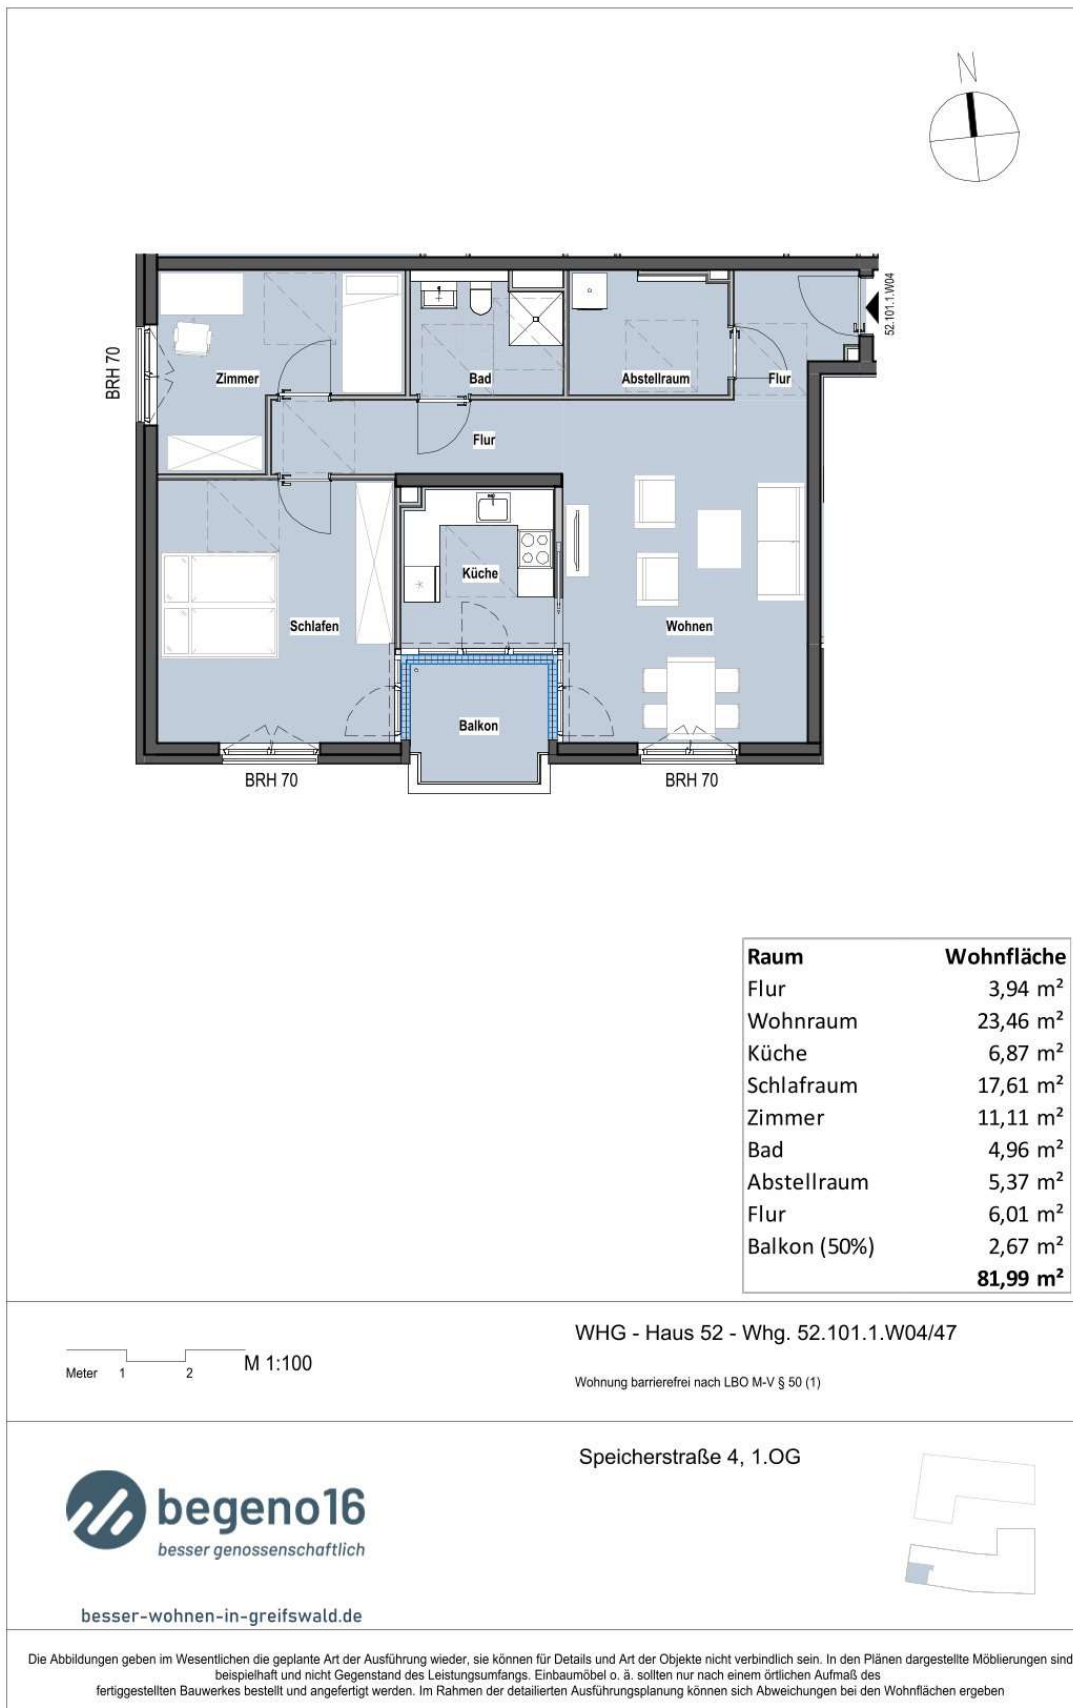 N
52.101.1.W04
BRH 70
Zimmer
Bad
Abstellraum
Flur
Flur
Küche
Schlafen
Wohnen
Balkon
BRH 70
BRH 70
Raum Wohnfläche
Flur 3,94 m²
Wohnraum 23,46 m²
Küche 6,87 m²
Schlafraum 17,61 m²
Zimmer 11,11 m²
Bad 4,96 m²
Abstellraum 5,37 m²
Flur 6,01 m²
Balkon (50%) 2,67 m²
81,99 m²
Meter 1 2 M 1:100
WHG - Haus 52 - Whg. 52.101.1.W04/47
Wohnung barrierefrei nach LBO M-V § 50 (1)
Speicherstraße 4, 1.OG
begeno16
besser genossenschaftlich
besser-wohnen-in-greifswald.de
Die Abbildungen geben im Wesentlichen die geplante Art der Ausführung wieder, sie können für Details und Art der Objekte nicht verbindlich sein. In den Plänen dargestellte Möblierungen sind
beispielhaft und nicht Gegenstand des Leistungsumfangs. Einbaumöbel o. ä. sollten nur nach einem örtlichen Aufmaß des
fertiggestellten Bauwerkes bestellt und angefertigt werden. Im Rahmen der detailierten Ausführungsplanung können sich Abweichungen bei den Wohnflächen ergeben